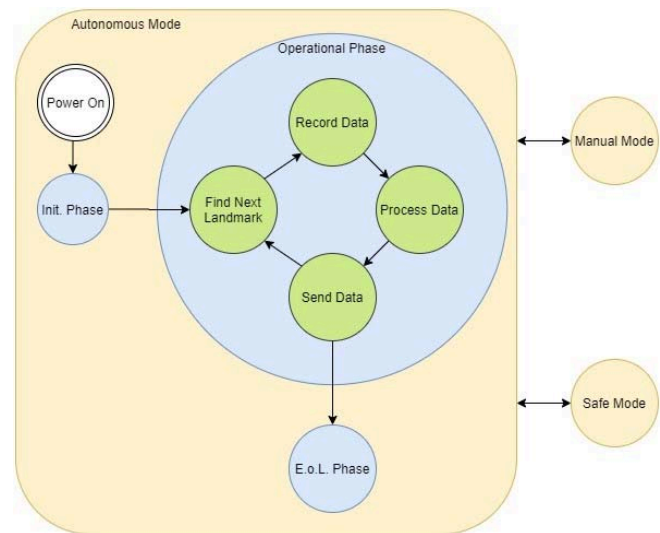 Autonomous Mode
Operational Phase
Power On
Record Data
Manual Mode
Init. Phase
Find Next
Landmark
Process Data
Send Data
Safe Mode
E.o.L. Phase